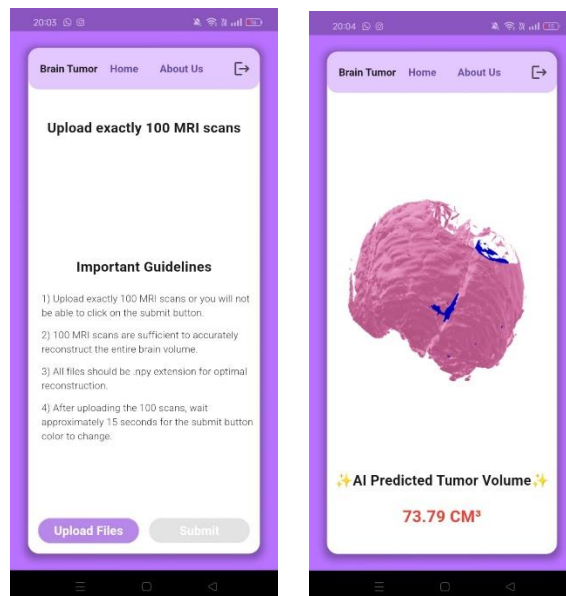 20:03
Brain Tumor Home About Us
Upload exactly 100 MRI scans
Important Guidelines
1) Upload exactly 100 MRI scans or you will not
be able to click on the submit button.
2) 100 MRI scans are sufficient to accurately
reconstruct the entire brain volume.
3) All files should be .npy extension for optimal
reconstruction.
4) After uploading the 100 scans, wait
approximately 15 seconds for the submit button
color to change.
Upload Files Submit
20:04
Brain Tumor Home About Us
✨AI Predicted Tumor Volume✨
73.79 CM³